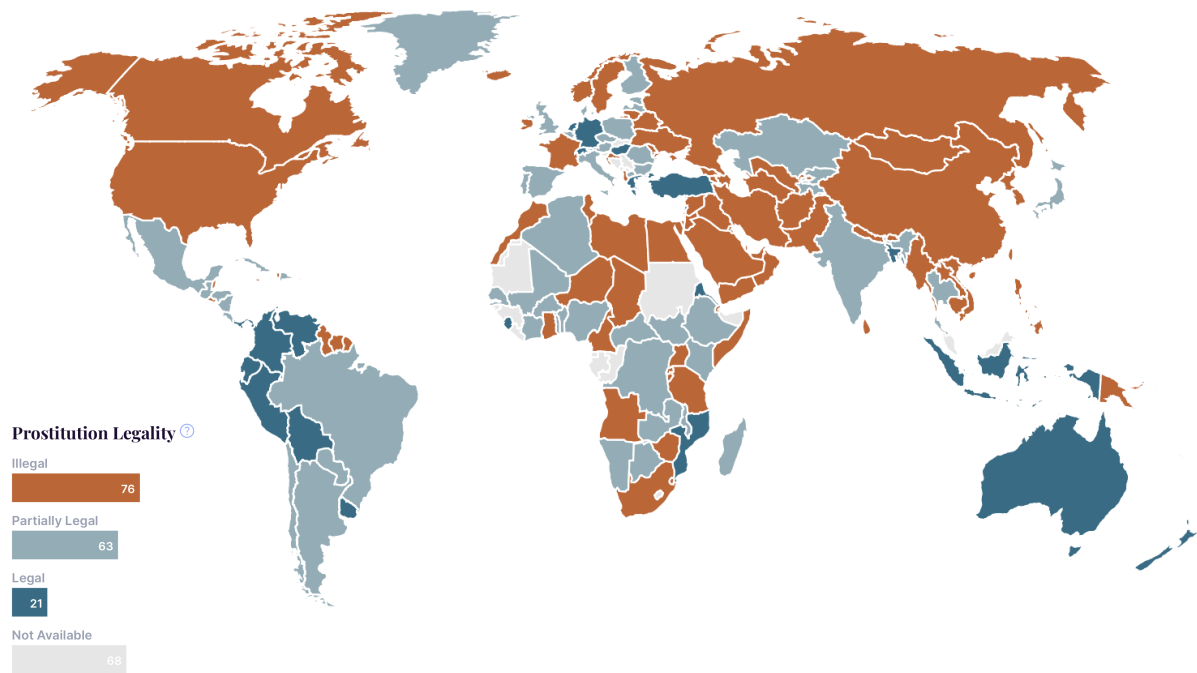 Prostitution Legality ?
Illegal
76
Partially Legal
63
Legal
21
Not Available
68